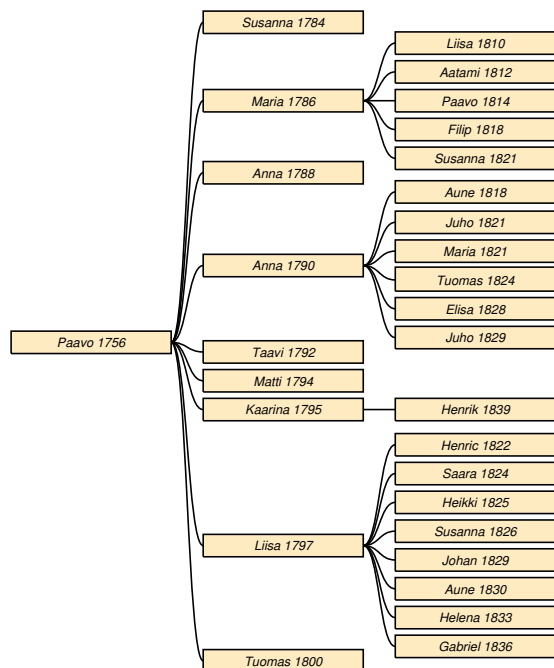 Paavo 1756
Susanna 1784
Maria 1786
Liisa 1810
Aatami 1812
Paavo 1814
Filip 1818
Susanna 1821
Anna 1788
Anna 1790
Aune 1818
Juho 1821
Maria 1821
Tuomas 1824
Elisa 1828
Juho 1829
Taavi 1792
Matti 1794
Kaarina 1795
Henrik 1839
Liisa 1797
Henric 1822
Saara 1824
Heikki 1825
Susanna 1826
Johan 1829
Aune 1830
Helena 1833
Gabriel 1836
Tuomas 1800